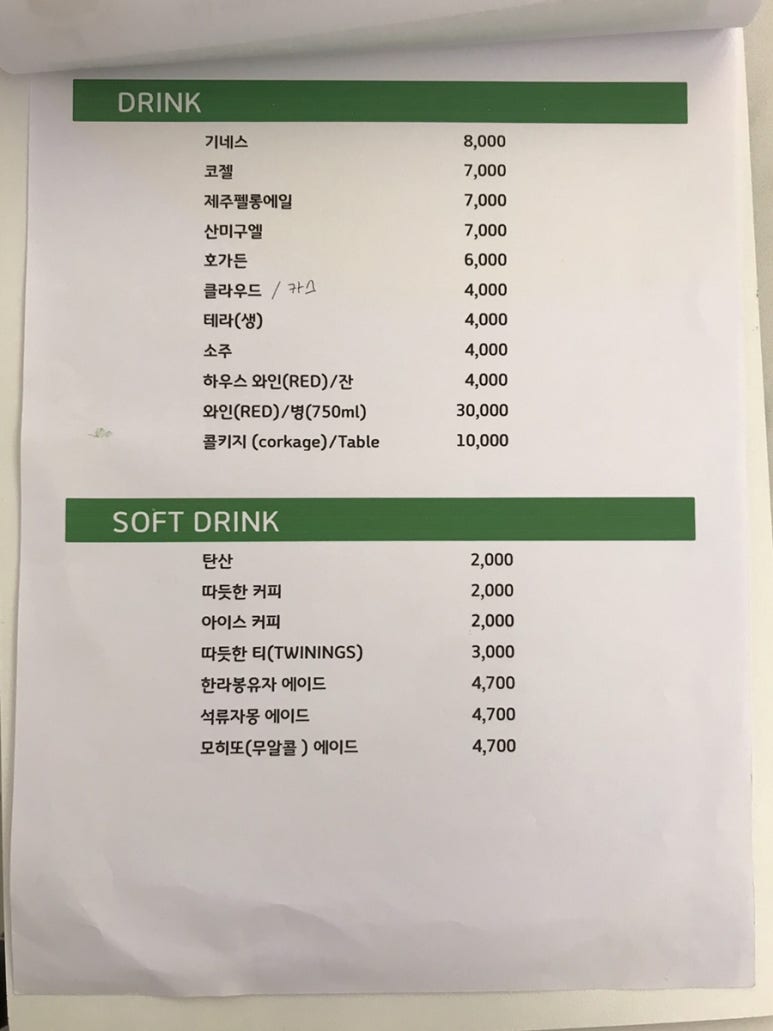 DRINK
기네스 8,000
코젤 7,000
제주펠롱에일 7,000
산미구엘 7,000
호가든 6,000
클라우드 / 카스 4,000
테라(생) 4,000
소주 4,000
하우스 와인(RED)/잔 4,000
와인(RED)/병(750ml) 30,000
콜키지 (corkage)/Table 10,000
SOFT DRINK
탄산 2,000
따듯한 커피 2,000
아이스 커피 2,000
따듯한 티(TWININGS) 3,000
한라봉유자 에이드 4,700
석류자몽 에이드 4,700
모히또(무알콜 ) 에이드 4,700